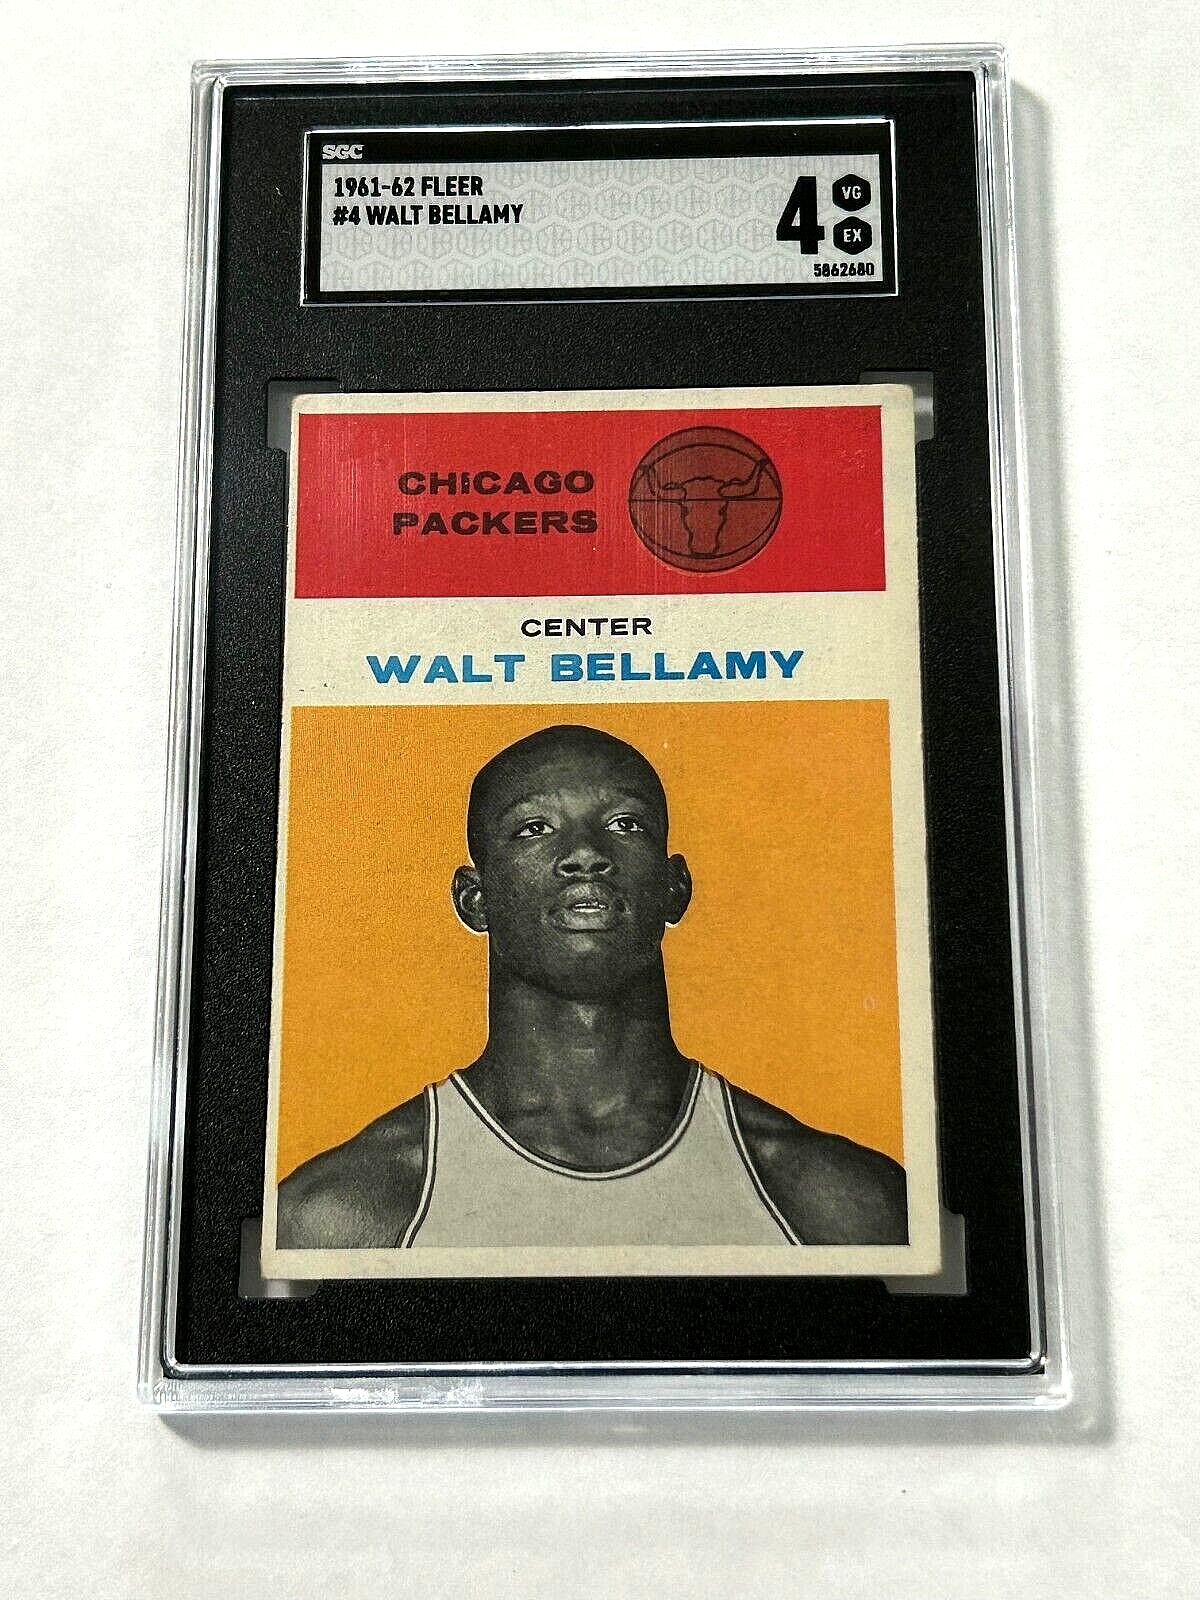 SGC
1961-62 FLEER
#4 WALT BELLAMY
4
VG
EX
5862680
CHICAGO
PACKERS
CENTER
WALT BELLAMY